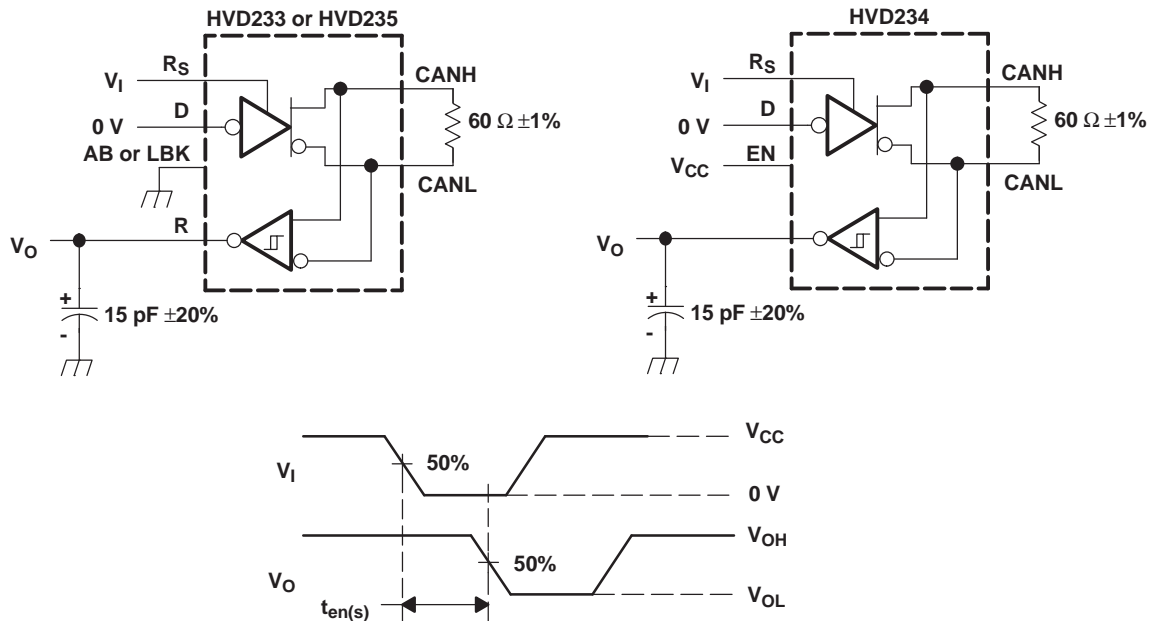 HVD233 or HVD235
RS
VI
CANH
D
0 V
60 Ω ±1%
AB or LBK
CANL
R
VO
+
15 pF ±20%
-
HVD234
RS
VI
CANH
D
0 V
60 Ω ±1%
VCC
EN
CANL
VO
+
15 pF ±20%
-
VCC
VI
50%
0 V
VOH
VO
50%
ten(s)
VOL